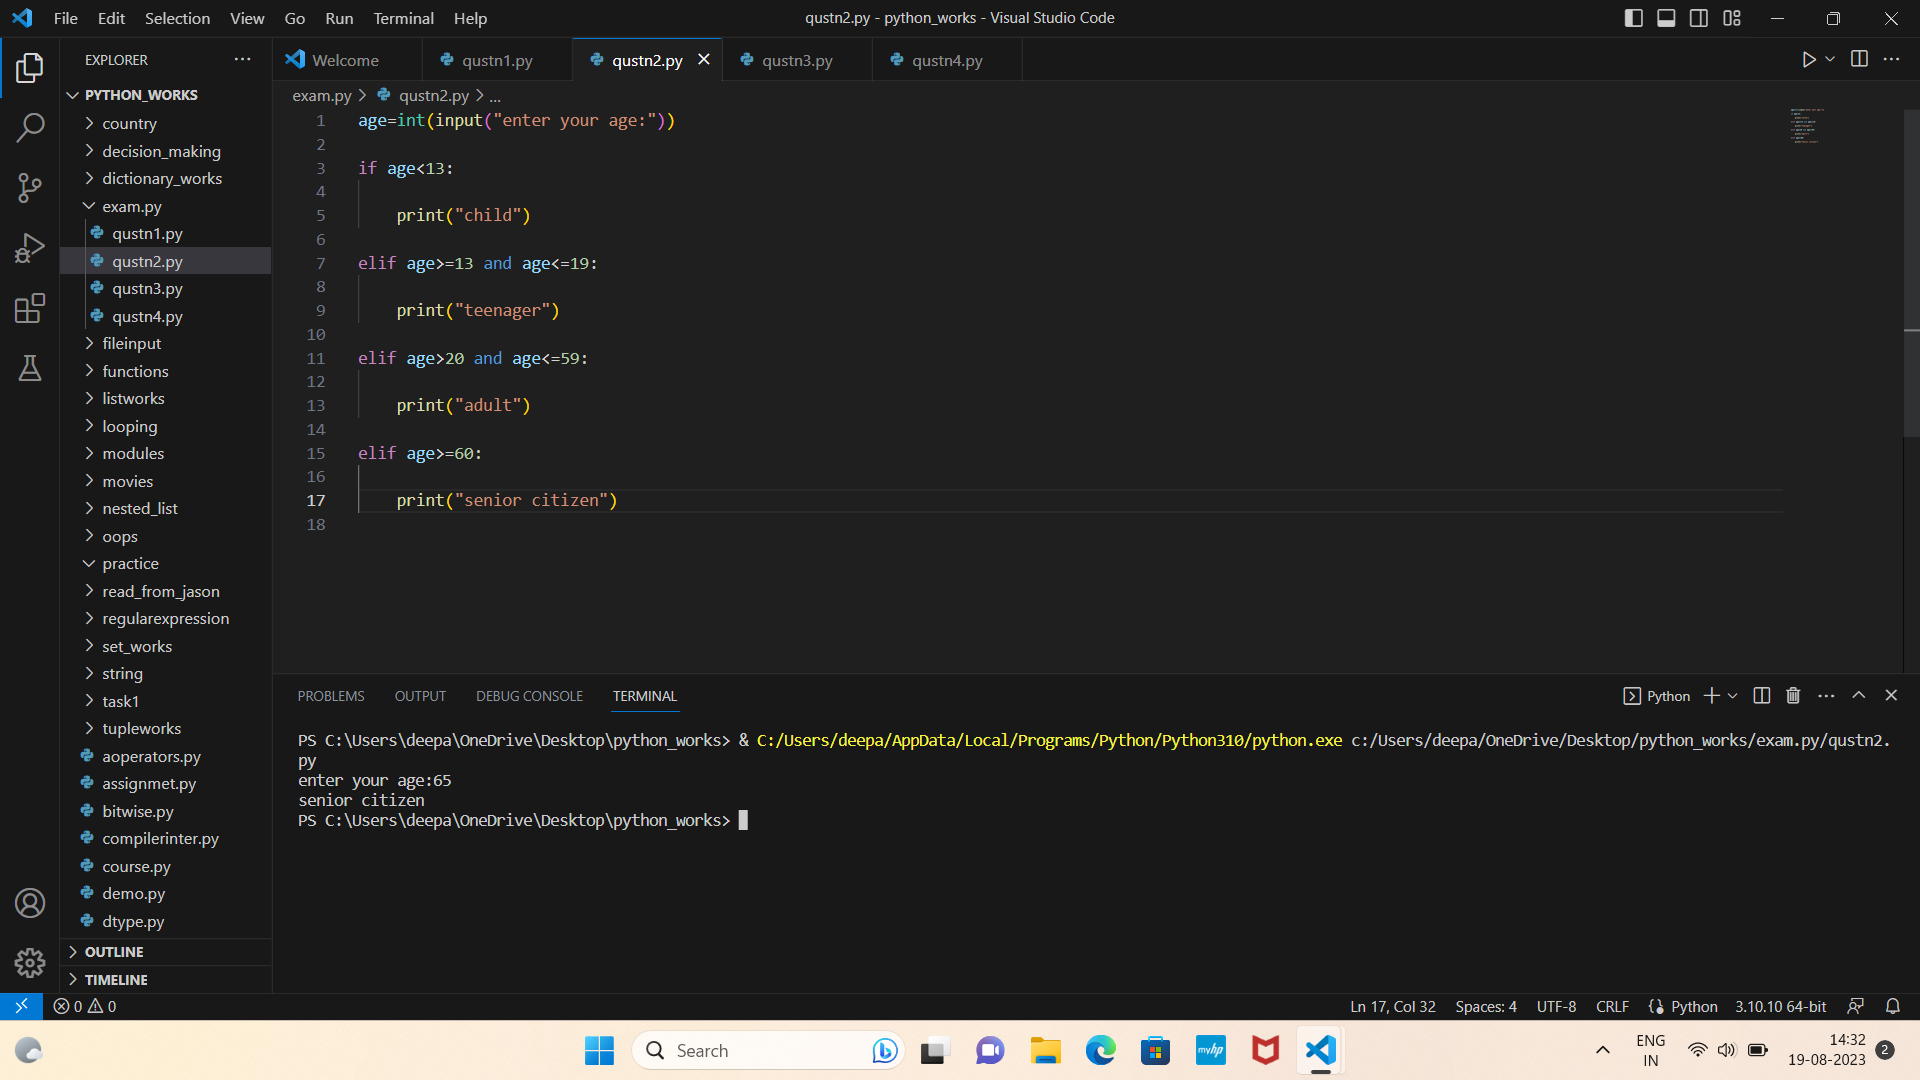 File Edit Selection View Go Run Terminal Help
qustn2.py - python_works - Visual Studio Code
EXPLORER
PYTHON_WORKS
country
decision_making
dictionary_works
exam.py
qustn1.py
qustn2.py
qustn3.py
qustn4.py
fileinput
functions
listworks
looping
modules
movies
nested_list
oops
practice
read_from_jason
regularexpression
set_works
string
task1
tupleworks
aoperators.py
assignmet.py
bitwise.py
compilerinter.py
course.py
demo.py
dtype.py
OUTLINE
TIMELINE
Welcome qustn1.py qustn2.py qustn3.py qustn4.py
exam.py > qustn2.py > ...
1 age=int(input("enter your age:"))
2
3 if age<13:
4
5 print("child")
6
7 elif age>=13 and age<=19:
8
9 print("teenager")
10
11 elif age>20 and age<=59:
12
13 print("adult")
14
15 elif age>=60:
16
17 print("senior citizen")
18
PROBLEMS OUTPUT DEBUG CONSOLE TERMINAL
Python
PS C:\Users\deepa\OneDrive\Desktop\python_works> & C:/Users/deepa/AppData/Local/Programs/Python/Python310/python.exe c:/Users/deepa/OneDrive/Desktop/python_works/exam.py/qustn2.
py
enter your age:65
senior citizen
PS C:\Users\deepa\OneDrive\Desktop\python_works>
0 0
Ln 17, Col 32 Spaces: 4 UTF-8 CRLF Python 3.10.10 64-bit
Search
myhp
ENG
IN
14:32
19-08-2023
2